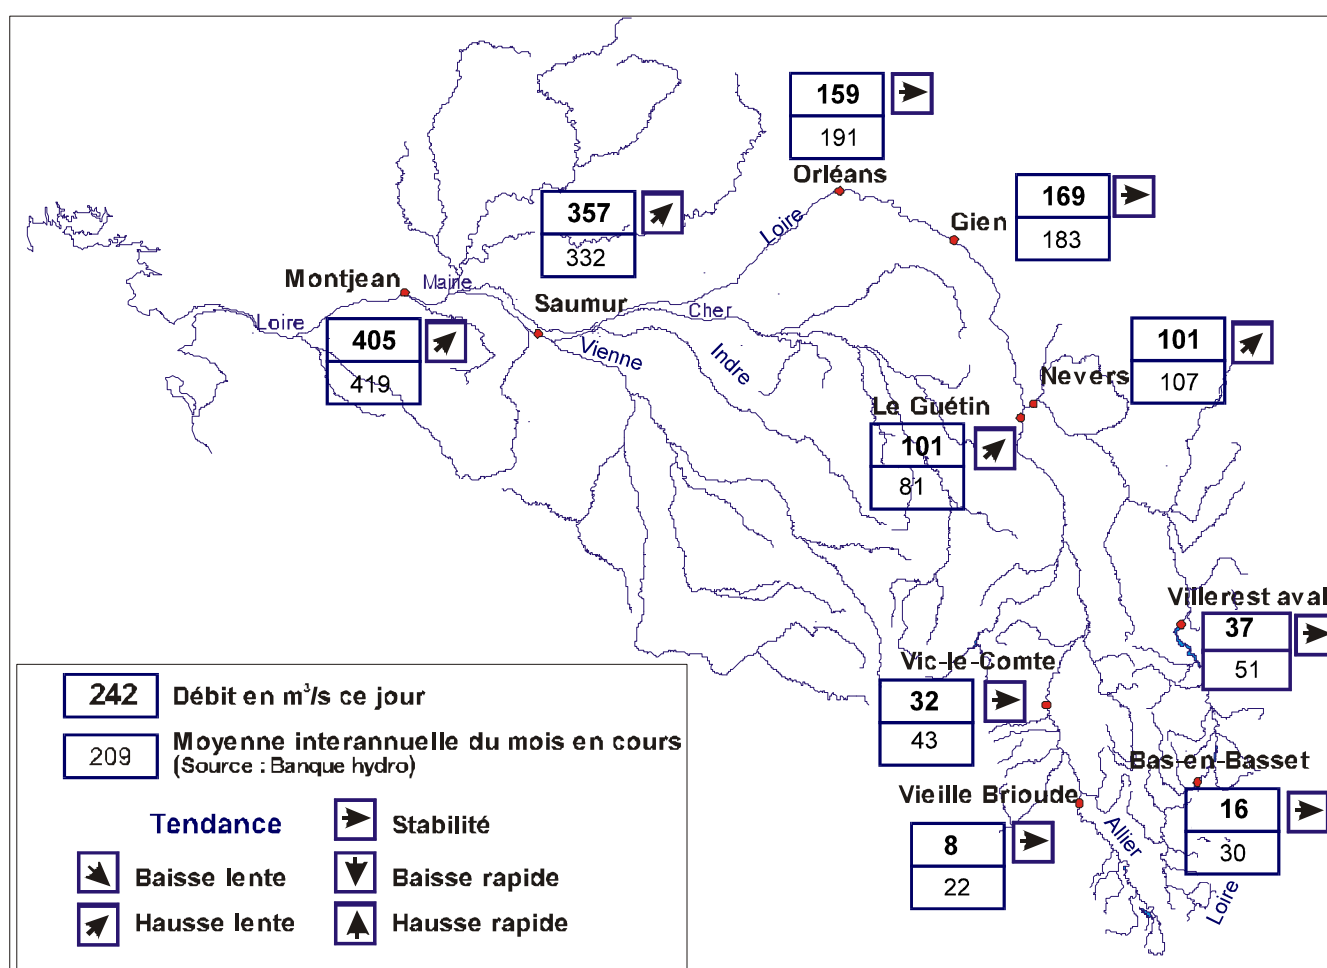 159
191
Orléans
169
183
Gien
Loire
357
332
Montjean
Maine
Saumur
Cher
Loire
405
419
Vienne
Indre
101
107
Nevers
Le Guétin
101
81
Villerest aval
37
51
Vic-le-Comte
32
43
Bas-en-Basset
16
30
Vieille Brioude
8
22
Allier
Loire
242 Débit en m³/s ce jour
209 Moyenne interannuelle du mois en cours
(Source : Banque hydro)
Tendance
Stabilité
Baisse lente
Baisse rapide
Hausse lente
Hausse rapide